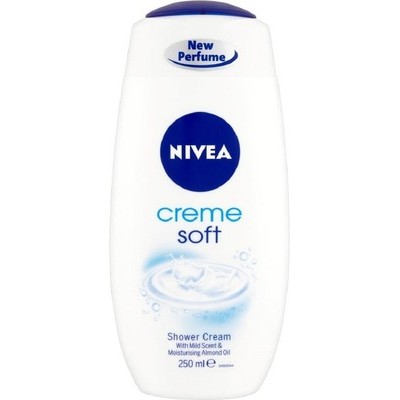 New
Perfume
NIVEA
creme
soft
Shower Cream
With Mild Scent &
Moisturising Almond Oil
250 ml ℮